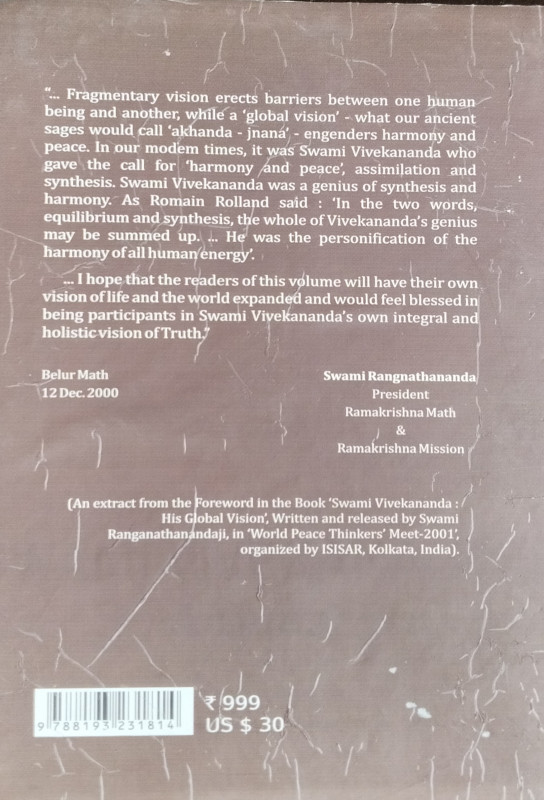 "... Fragmentary vision erects barriers between one human
being and another, while a 'global vision' - what our ancient
sages would call 'akhanda - jnana' - engenders harmony and
peace. In our modem times, it was Swami Vivekananda who
gave the call for 'harmony and peace', assimilation and
synthesis. Swami Vivekananda was a genius of synthesis and
harmony. As Romain Rolland said : 'In the two words,
equilibrium and synthesis, the whole of Vivekananda's genius
may be summed up. ... He was the personification of the
harmony of all human energy'.
... I hope that the readers of this volume will have their own
vision of life and the world expanded and would feel blessed in
being participants in Swami Vivekananda's own integral and
holistic vision of Truth."
Belur Math
12 Dec. 2000
Swami Rangnathananda
President
Ramakrishna Math
&
Ramakrishna Mission
(An extract from the Foreword in the Book 'Swami Vivekananda :
His Global Vision', Written and released by Swami
Ranganathanandaji, in 'World Peace Thinkers' Meet-2001',
organized by ISISAR, Kolkata, India).
9 788193 231814
₹ 999
US $ 30